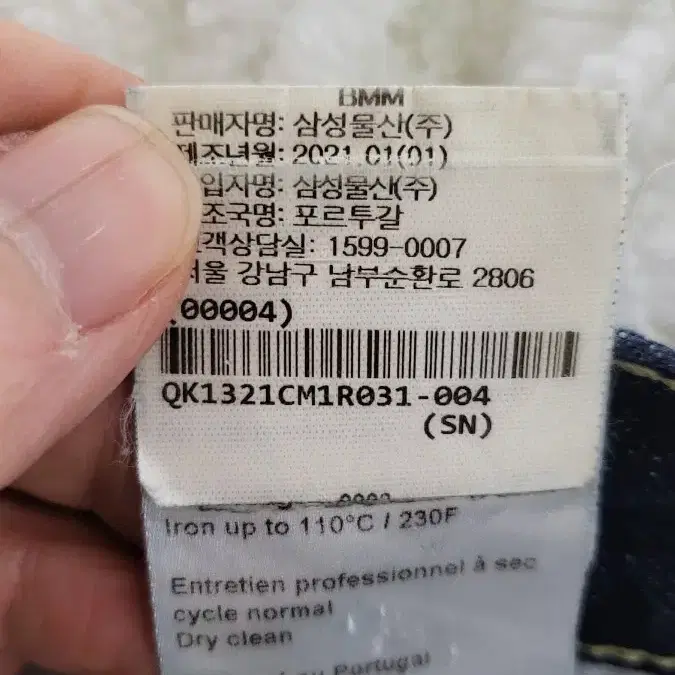 BMM
판매자명: 삼성물산(주)
제조년월: 2021.01(01)
입자명: 삼성물산(주)
조국명: 포르투갈
객상담실: 1599-0007
서울 강남구 남부순환로 2806
(00004)
QK1321CM1R031-004
(SN)
Iron up to 110°C / 230F
Entretien professionnel à sec
cycle normal
Dry clean
Portugal